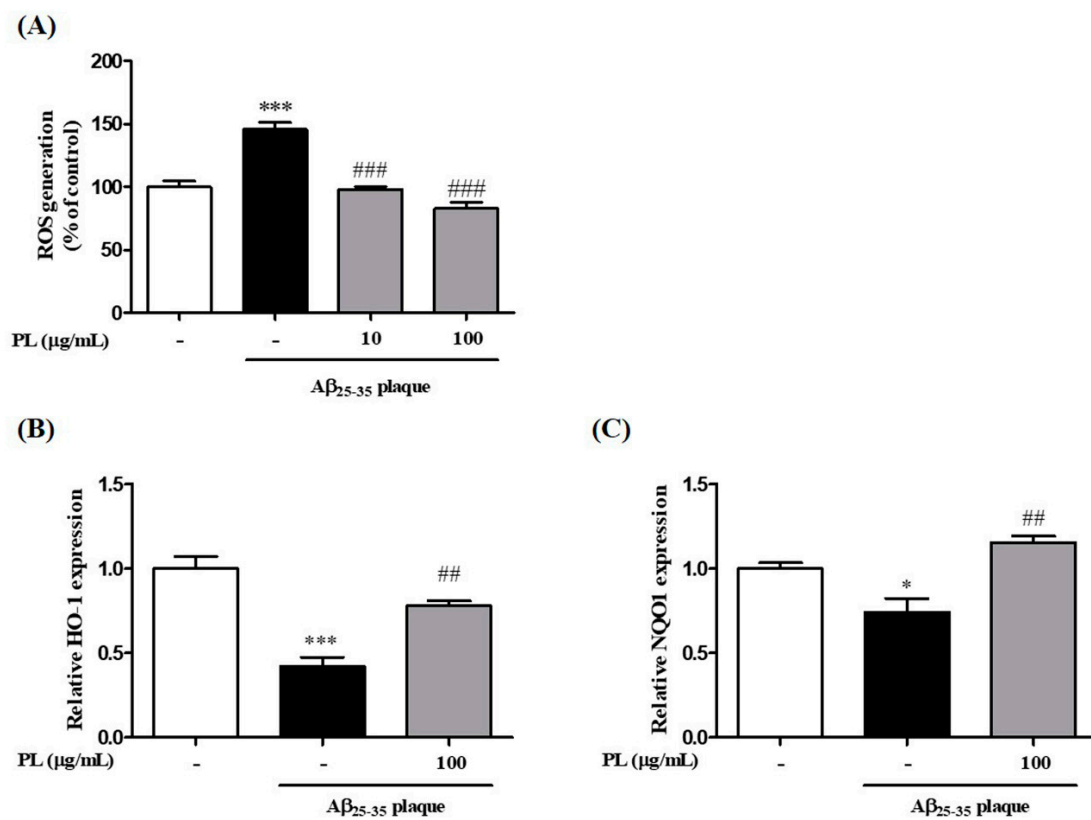 (A)
ROS generation
(% of control)
200
150
100
50
0
***
###
###
PL (µg/mL) - - 10 100
Aβ25-35 plaque
(B)
Relative HO-1 expression
1.5
1.0
0.5
0.0
***
##
PL (µg/mL) - - 100
Aβ25-35 plaque
(C)
Relative NQO1 expression
1.5
1.0
0.5
0.0
*
##
PL (µg/mL) - - 100
Aβ25-35 plaque